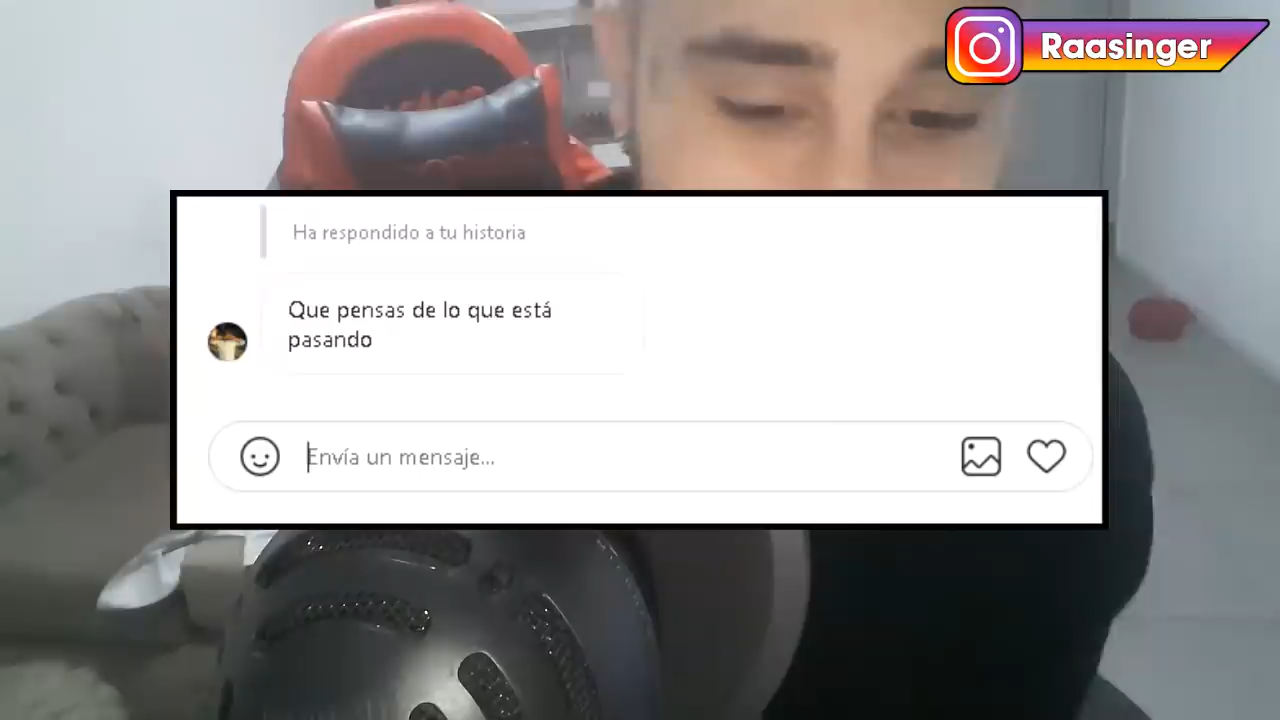 Raasinger
Ha respondido a tu historia
Que pensas de lo que está
pasando
Envía un mensaje...